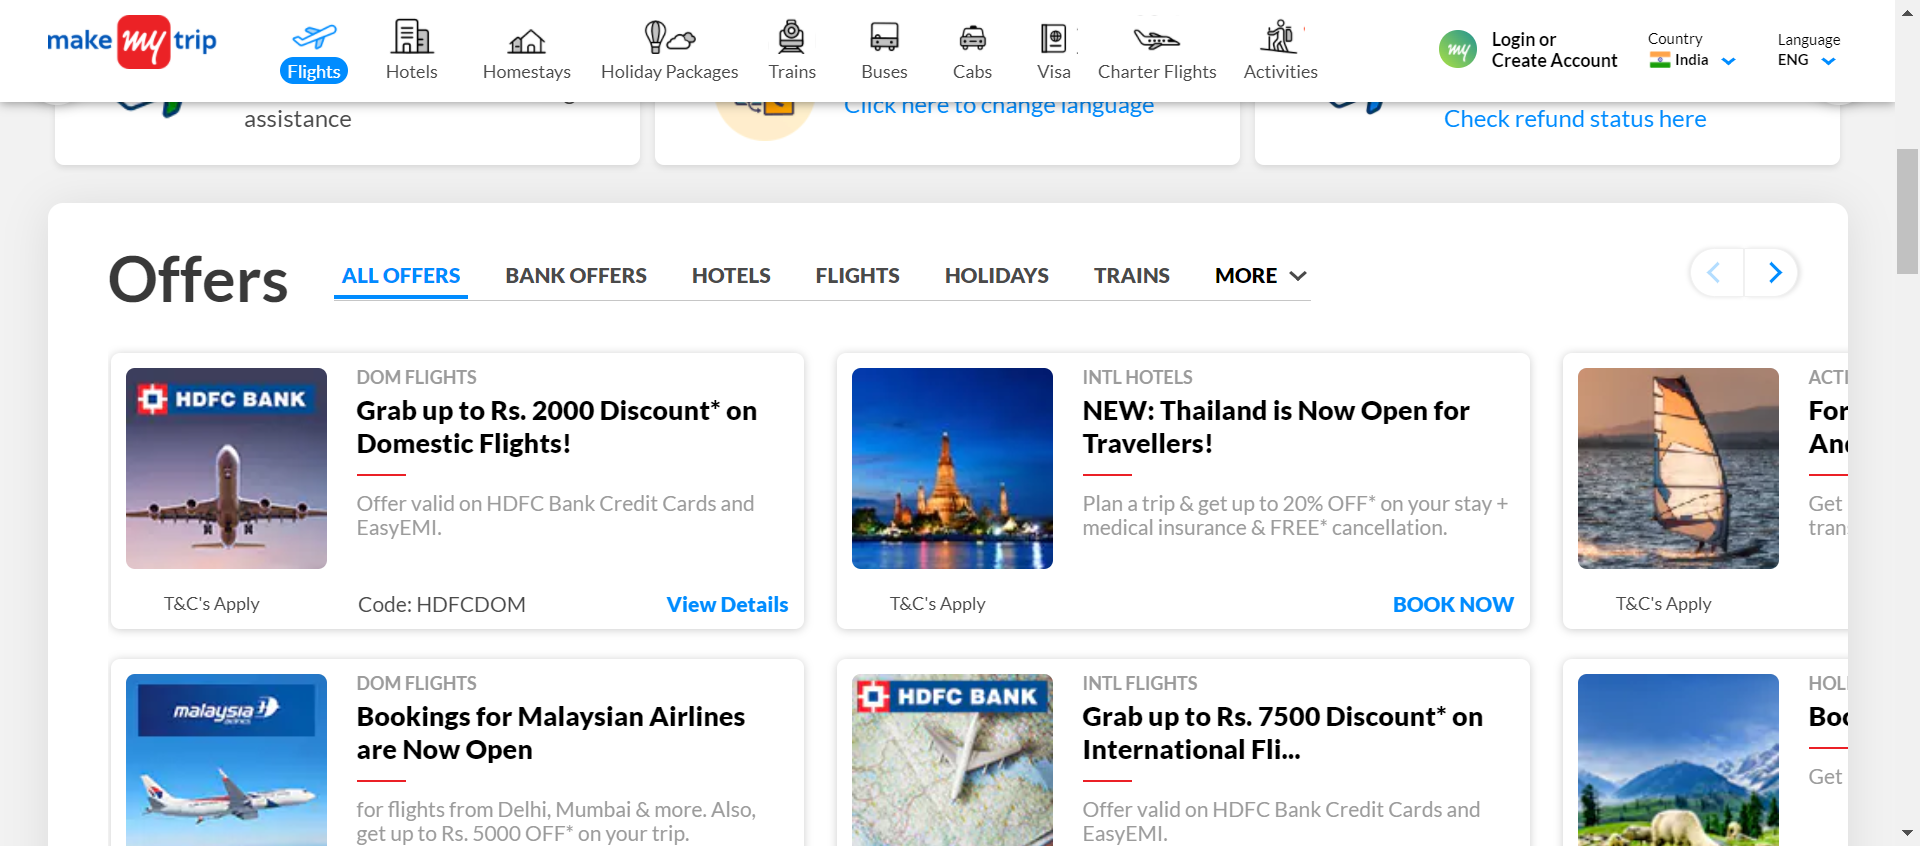 make my trip
Flights
Hotels
Homestays
Holiday Packages
Trains
Buses
Cabs
Visa
Charter Flights
Activities
my
Login or
Create Account
Country
India
Language
ENG
assistance
Click here to change language
Check refund status here
Offers
ALL OFFERS
BANK OFFERS
HOTELS
FLIGHTS
HOLIDAYS
TRAINS
MORE
HDFC BANK
DOM FLIGHTS
Grab up to Rs. 2000 Discount* on
Domestic Flights!
Offer valid on HDFC Bank Credit Cards and
EasyEMI.
T&C's Apply
Code: HDFCDOM
View Details
INTL HOTELS
NEW: Thailand is Now Open for
Travellers!
Plan a trip & get up to 20% OFF* on your stay +
medical insurance & FREE* cancellation.
T&C's Apply
BOOK NOW
ACTI
For
Get
T&C's Apply
malaysia
airlines
DOM FLIGHTS
Bookings for Malaysian Airlines
are Now Open
for flights from Delhi, Mumbai & more. Also,
get up to Rs. 5000 OFF* on your trip.
HDFC BANK
INTL FLIGHTS
Grab up to Rs. 7500 Discount* on
International Fli...
Offer valid on HDFC Bank Credit Cards and
EasyEMI.
HOL
Get